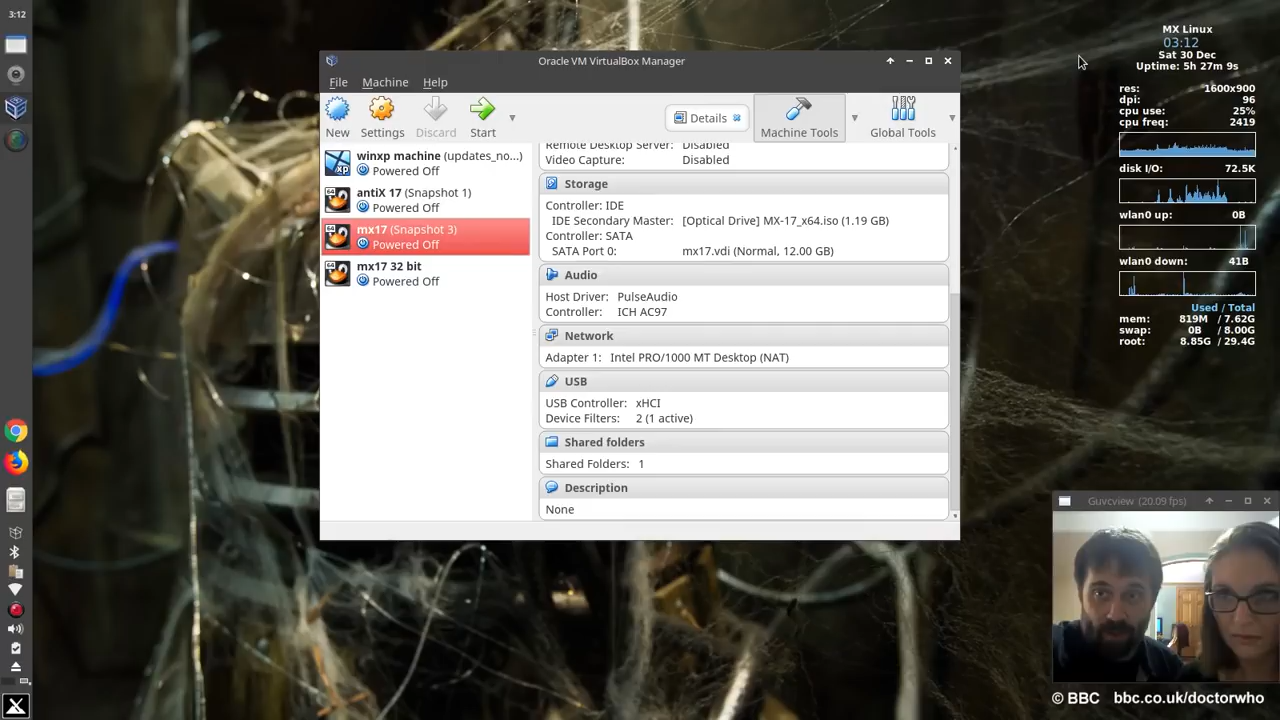 3:12
Oracle VM VirtualBox Manager
File Machine Help
New Settings Discard Start Details Machine Tools Global Tools
winxp machine (updates_no...)
Powered Off
antiX 17 (Snapshot 1)
Powered Off
mx17 (Snapshot 3)
Powered Off
mx17 32 bit
Powered Off
Remote Desktop Server: Disabled
Video Capture: Disabled
Storage
Controller: IDE
IDE Secondary Master: [Optical Drive] MX-17_x64.iso (1.19 GB)
Controller: SATA
SATA Port 0: mx17.vdi (Normal, 12.00 GB)
Audio
Host Driver: PulseAudio
Controller: ICH AC97
Network
Adapter 1: Intel PRO/1000 MT Desktop (NAT)
USB
USB Controller: xHCI
Device Filters: 2 (1 active)
Shared folders
Shared Folders: 1
Description
None
MX Linux
03:12
Sat 30 Dec
Uptime: 5h 27m 9s
res: 1600x900
dpi: 96
cpu use: 25%
cpu freq: 2419
disk I/O: 72.5K
wlan0 up: 0B
wlan0 down: 41B
Used / Total
mem: 819M / 7.62G
swap: 0B / 8.00G
root: 8.85G / 29.4G
Guvcview (20.09 fps)
© BBC bbc.co.uk/doctorwho